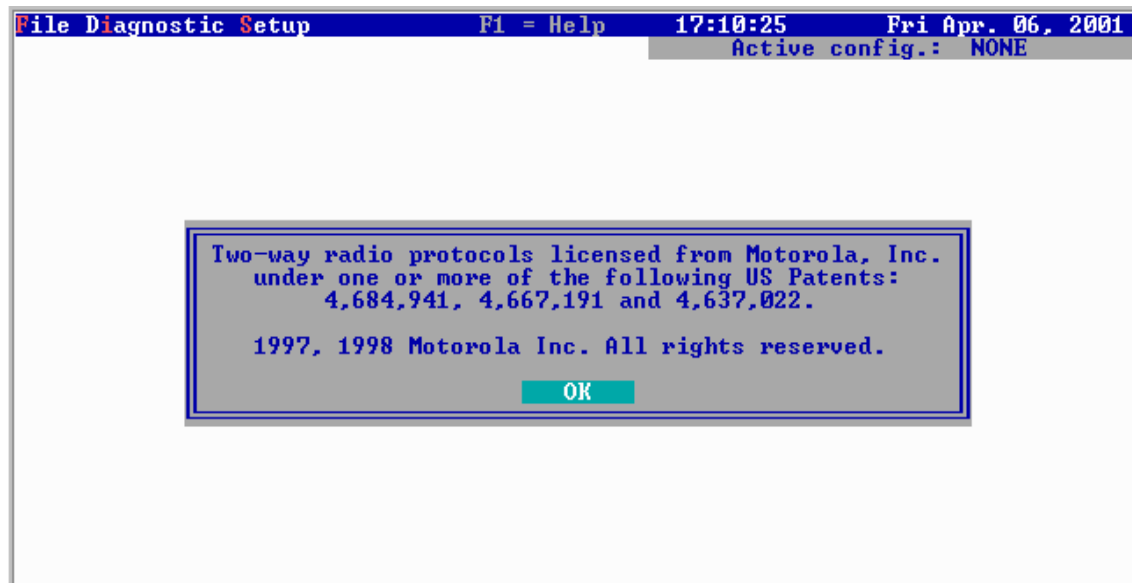 File Diagnostic Setup F1 = Help 17:10:25 Fri Apr. 06, 2001
Active config.: NONE
Two-way radio protocols licensed from Motorola, Inc.
under one or more of the following US Patents:
4,684,941, 4,667,191 and 4,637,022.
1997, 1998 Motorola Inc. All rights reserved.
OK